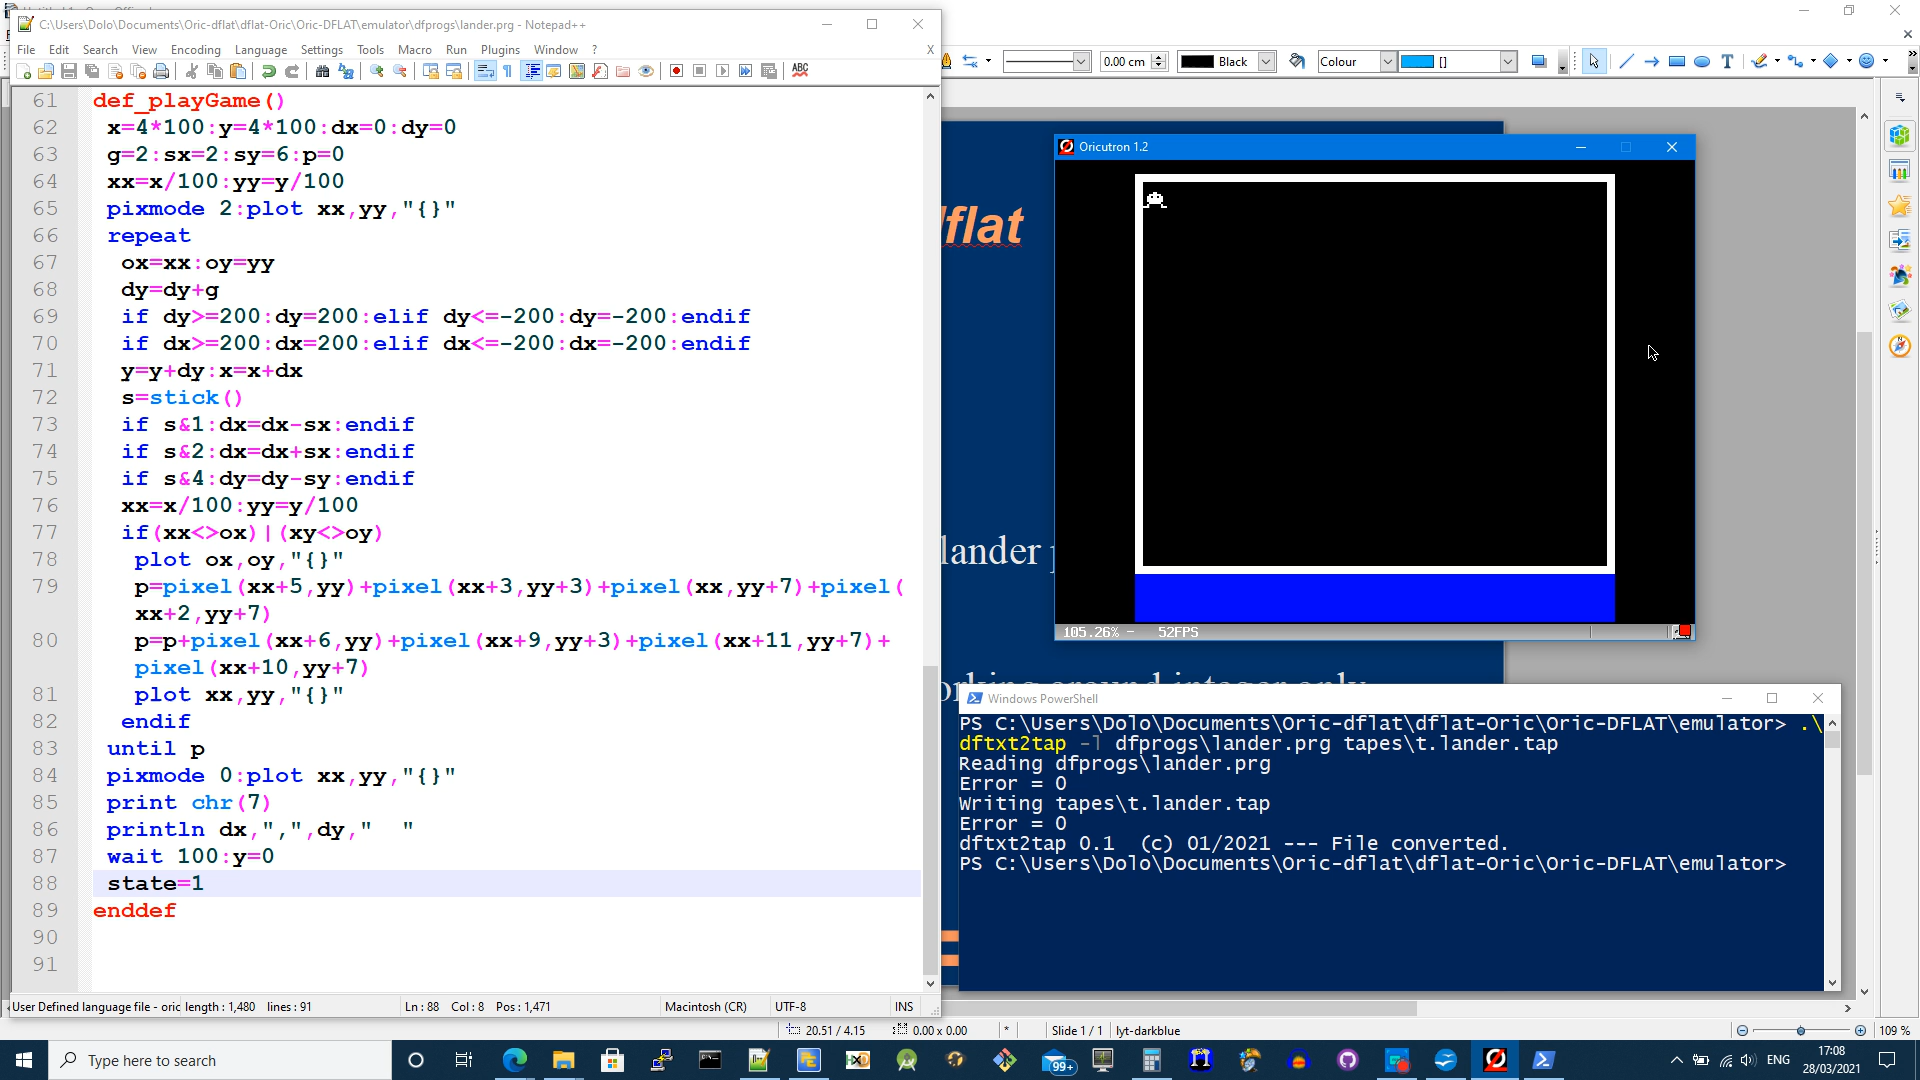 C:\Users\Dolo\Documents\Oric-dflat\dflat-Oric\Oric-DFLAT\emulator\dfprogs\lander.prg - Notepad++
File Edit Search View Encoding Language Settings Tools Macro Run Plugins Window ? X
61 def_playGame()
62 x=4*100:y=4*100:dx=0:dy=0
63 g=2:sx=2:sy=6:p=0
64 xx=x/100:yy=y/100
65 pixmode 2:plot xx,yy,"{}"
66 repeat
67 ox=xx:oy=yy
68 dy=dy+g
69 if dy>=200:dy=200:elif dy<=-200:dy=-200:endif
70 if dx>=200:dx=200:elif dx<=-200:dx=-200:endif
71 y=y+dy:x=x+dx
72 s=stick()
73 if s&1:dx=dx-sx:endif
74 if s&2:dx=dx+sx:endif
75 if s&4:dy=dy-sy:endif
76 xx=x/100:yy=y/100
77 if(xx<>ox)|(xy<>oy)
78 plot ox,oy,"{}"
79 p=pixel(xx+5,yy)+pixel(xx+3,yy+3)+pixel(xx,yy+7)+pixel(
xx+2,yy+7)
80 p=p+pixel(xx+6,yy)+pixel(xx+9,yy+3)+pixel(xx+11,yy+7)+
pixel(xx+10,yy+7)
81 plot xx,yy,"{}"
82 endif
83 until p
84 pixmode 0:plot xx,yy,"{}"
85 print chr(7)
86 println dx,",",dy,"  "
87 wait 100:y=0
88 state=1
89 enddef
90
91
User Defined language file - oric length : 1,480 lines : 91 Ln : 88 Col : 8 Pos : 1,471 Macintosh (CR) UTF-8 INS
0.00 cm Black Colour []
flat
lander
Oricutron 1.2
105.26% - 52FPS
Windows PowerShell
PS C:\Users\Dolo\Documents\Oric-dflat\dflat-Oric\Oric-DFLAT\emulator> .\
dftxt2tap -l dfprogs\lander.prg tapes\t.lander.tap
Reading dfprogs\lander.prg
Error = 0
Writing tapes\t.lander.tap
Error = 0
dftxt2tap 0.1 (c) 01/2021 --- File converted.
PS C:\Users\Dolo\Documents\Oric-dflat\dflat-Oric\Oric-DFLAT\emulator>
20.51 / 4.15 0.00 x 0.00 * Slide 1 / 1 lyt-darkblue 109 %
Type here to search
99+
ENG
17:08
28/03/2021